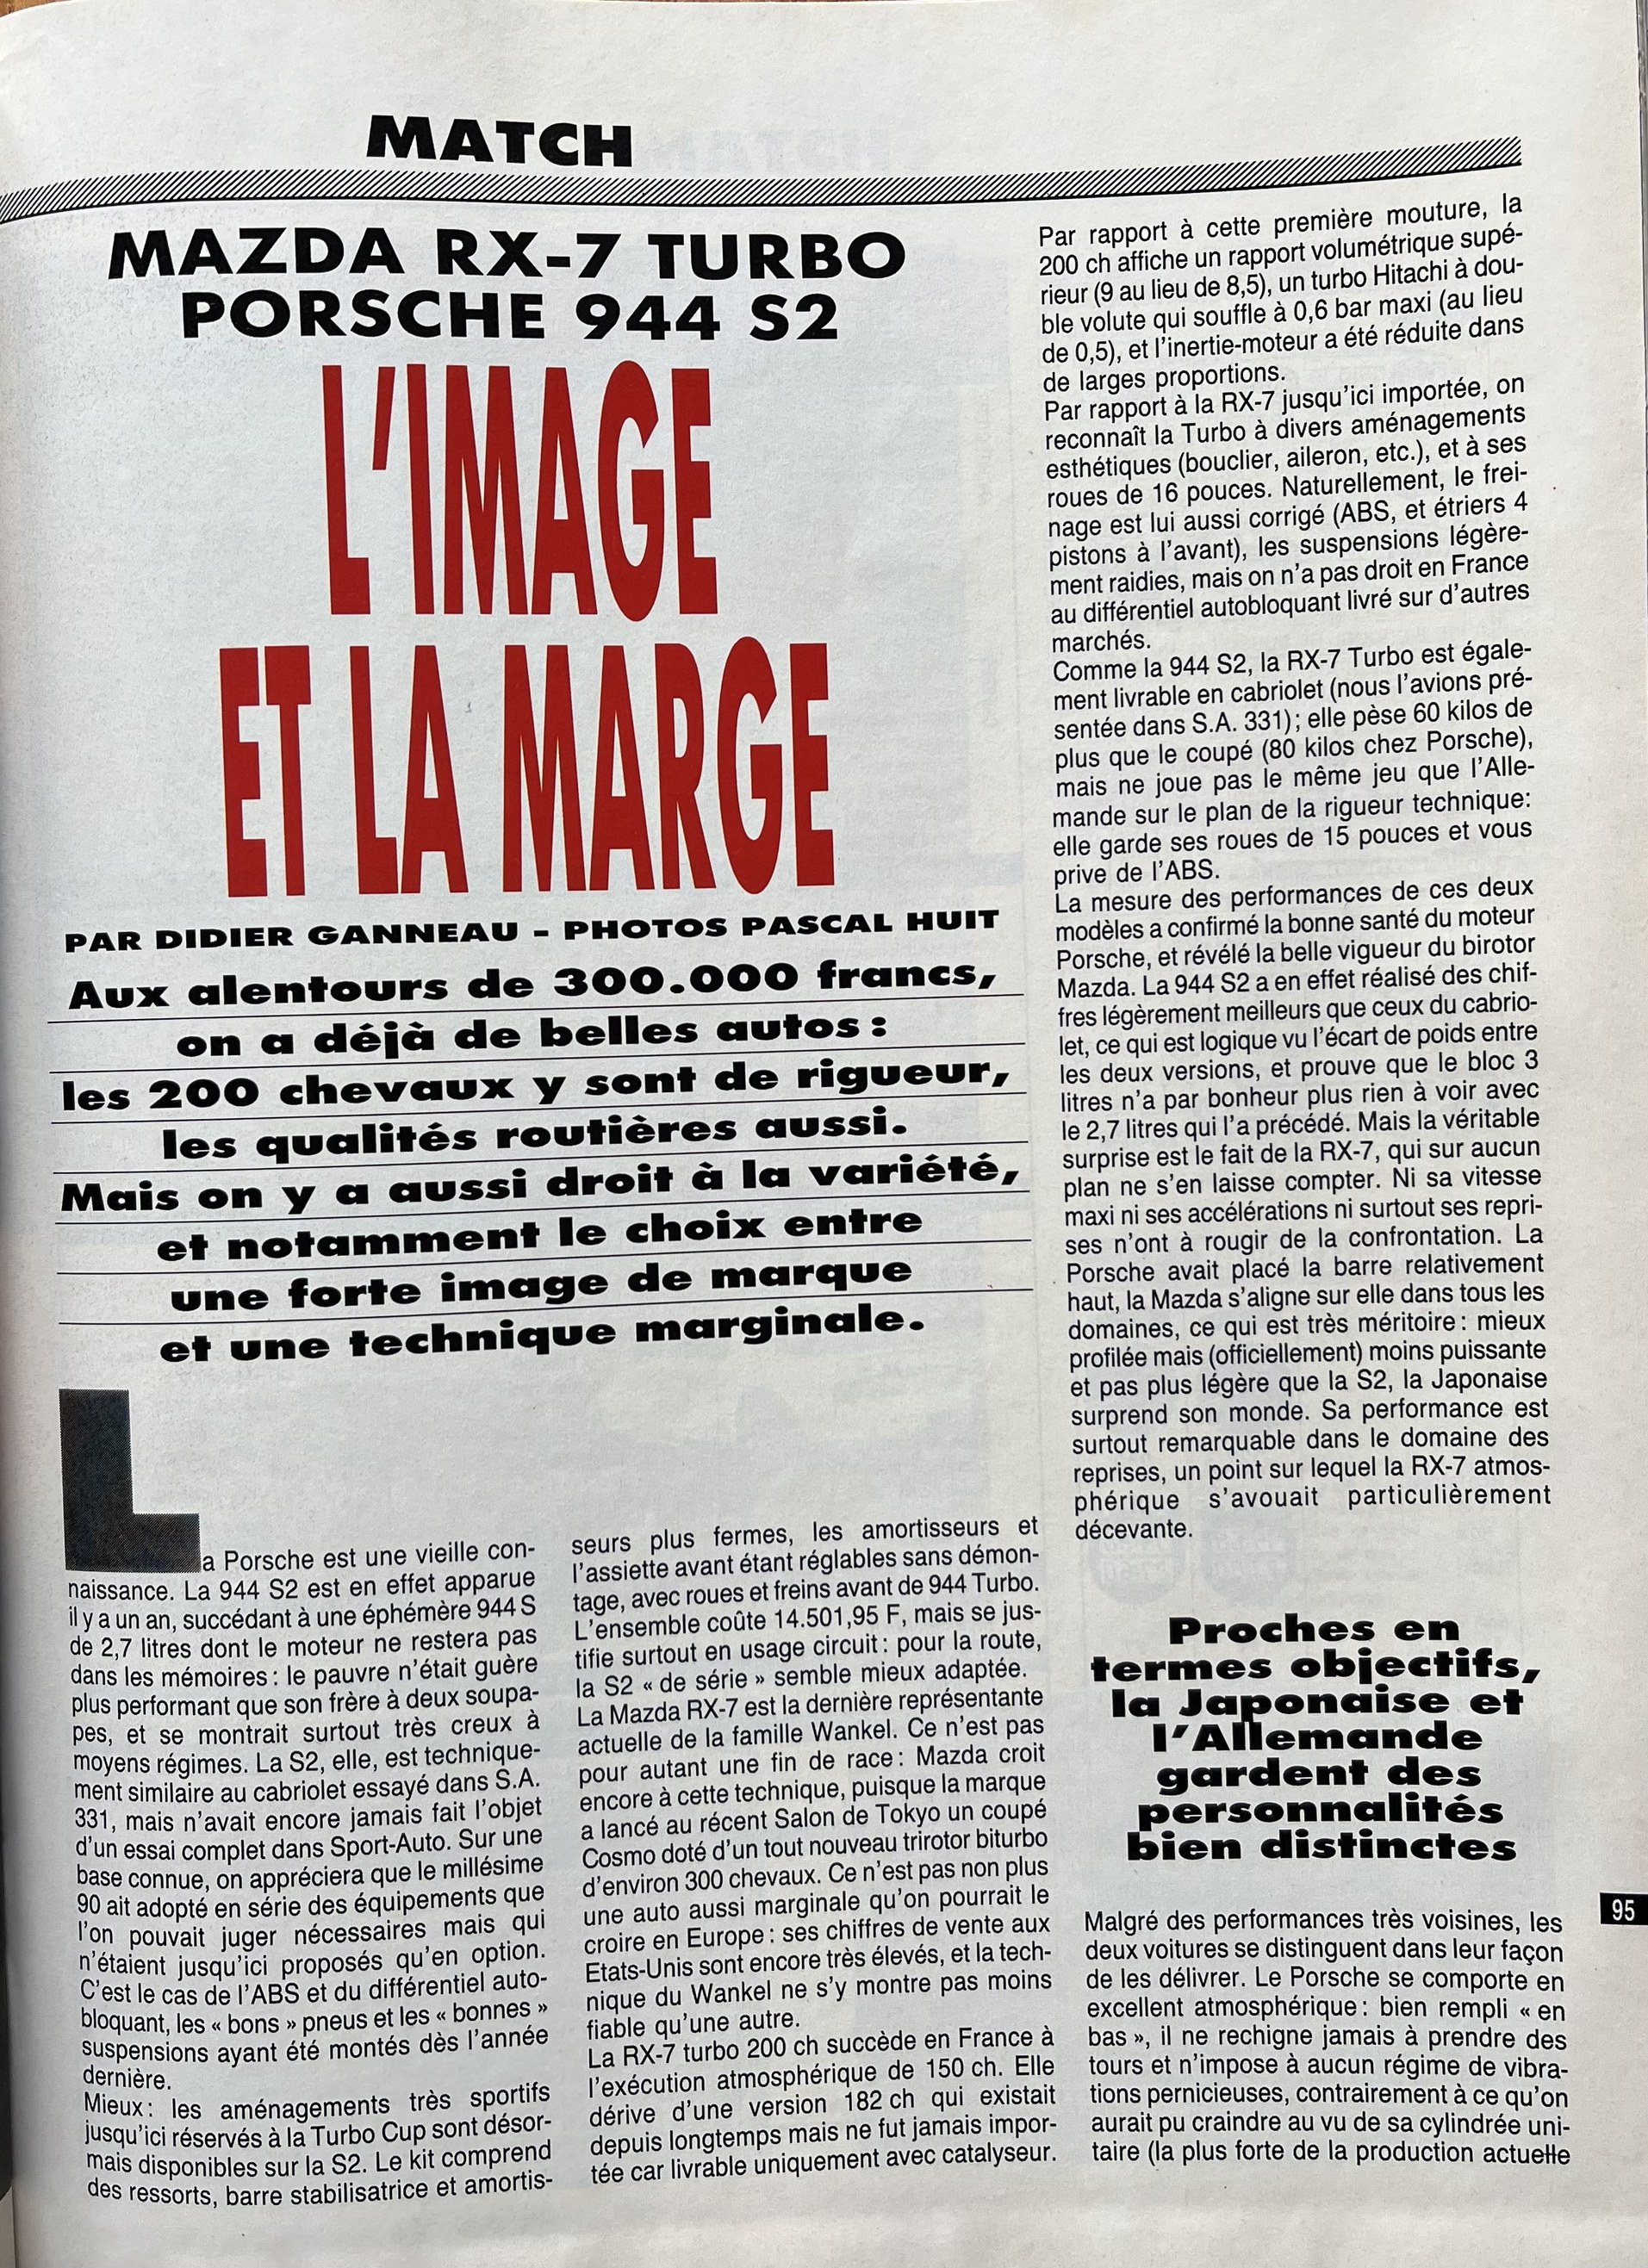 MATCH
MAZDA RX-7 TURBO
PORSCHE 944 S2
L'IMAGE
ET LA MARGE
PAR DIDIER GANNEAU - PHOTOS PASCAL HUIT
Aux alentours de 300.000 francs,
on a déjà de belles autos :
les 200 chevaux y sont de rigueur,
les qualités routières aussi.
Mais on y a aussi droit à la variété,
et notamment le choix entre
une forte image de marque
et une technique marginale.
La Porsche est une vieille con-
naissance. La 944 S2 est en effet apparue
il y a un an, succédant à une éphémère 944 S
de 2,7 litres dont le moteur ne restera pas
dans les mémoires : le pauvre n'était guère
plus performant que son frère à deux soupa-
pes, et se montrait surtout très creux à
moyens régimes. La S2, elle, est technique-
ment similaire au cabriolet essayé dans S.A.
331, mais n'avait encore jamais fait l'objet
d'un essai complet dans Sport-Auto. Sur une
base connue, on appréciera que le millésime
90 ait adopté en série des équipements que
l'on pouvait juger nécessaires mais qui
n'étaient jusqu'ici proposés qu'en option.
C'est le cas de l'ABS et du différentiel auto-
bloquant, les « bons » pneus et les « bonnes »
suspensions ayant été montés dès l'année
dernière.
Mieux : les aménagements très sportifs
jusqu'ici réservés à la Turbo Cup sont désor-
mais disponibles sur la S2. Le kit comprend
des ressorts, barre stabilisatrice et amortis-
seurs plus fermes, les amortisseurs et
l'assiette avant étant réglables sans démon-
tage, avec roues et freins avant de 944 Turbo.
L'ensemble coûte 14.501,95 F, mais se jus-
tifie surtout en usage circuit : pour la route,
la S2 « de série » semble mieux adaptée.
La Mazda RX-7 est la dernière représentante
actuelle de la famille Wankel. Ce n'est pas
pour autant une fin de race : Mazda croit
encore à cette technique, puisque la marque
a lancé au récent Salon de Tokyo un coupé
Cosmo doté d'un tout nouveau trirotor biturbo
d'environ 300 chevaux. Ce n'est pas non plus
une auto aussi marginale qu'on pourrait le
croire en Europe : ses chiffres de vente aux
Etats-Unis sont encore très élevés, et la tech-
nique du Wankel ne s'y montre pas moins
fiable qu'une autre.
La RX-7 turbo 200 ch succède en France à
l'exécution atmosphérique de 150 ch. Elle
dérive d'une version 182 ch qui existait
depuis longtemps mais ne fut jamais impor-
tée car livrable uniquement avec catalyseur.
Par rapport à cette première mouture, la
200 ch affiche un rapport volumétrique supé-
rieur (9 au lieu de 8,5), un turbo Hitachi à dou-
ble volute qui souffle à 0,6 bar maxi (au lieu
de 0,5), et l'inertie-moteur a été réduite dans
de larges proportions.
Par rapport à la RX-7 jusqu'ici importée, on
reconnaît la Turbo à divers aménagements
esthétiques (bouclier, aileron, etc.), et à ses
roues de 16 pouces. Naturellement, le frei-
nage est lui aussi corrigé (ABS, et étriers 4
pistons à l'avant), les suspensions légère-
ment raidies, mais on n'a pas droit en France
au différentiel autobloquant livré sur d'autres
marchés.
Comme la 944 S2, la RX-7 Turbo est égale-
ment livrable en cabriolet (nous l'avions pré-
sentée dans S.A. 331) ; elle pèse 60 kilos de
plus que le coupé (80 kilos chez Porsche),
mais ne joue pas le même jeu que l'Alle-
mande sur le plan de la rigueur technique:
elle garde ses roues de 15 pouces et vous
prive de l'ABS.
La mesure des performances de ces deux
modèles a confirmé la bonne santé du moteur
Porsche, et révélé la belle vigueur du birotor
Mazda. La 944 S2 a en effet réalisé des chif-
fres légèrement meilleurs que ceux du cabrio-
let, ce qui est logique vu l'écart de poids entre
les deux versions, et prouve que le bloc 3
litres n'a par bonheur plus rien à voir avec
le 2,7 litres qui l'a précédé. Mais la véritable
surprise est le fait de la RX-7, qui sur aucun
plan ne s'en laisse compter. Ni sa vitesse
maxi ni ses accélérations ni surtout ses repri-
ses n'ont à rougir de la confrontation. La
Porsche avait placé la barre relativement
haut, la Mazda s'aligne sur elle dans tous les
domaines, ce qui est très méritoire : mieux
profilée mais (officiellement) moins puissante
et pas plus légère que la S2, la Japonaise
surprend son monde. Sa performance est
surtout remarquable dans le domaine des
reprises, un point sur lequel la RX-7 atmos-
phérique s'avouait particulièrement
décevante.
Proches en
termes objectifs,
la Japonaise et
l'Allemande
gardent des
personnalités
bien distinctes
Malgré des performances très voisines, les
deux voitures se distinguent dans leur façon
de les délivrer. Le Porsche se comporte en
excellent atmosphérique : bien rempli « en
bas », il ne rechigne jamais à prendre des
tours et n'impose à aucun régime de vibra-
tions pernicieuses, contrairement à ce qu'on
aurait pu craindre au vu de sa cylindrée uni-
taire (la plus forte de la production actuelle
95